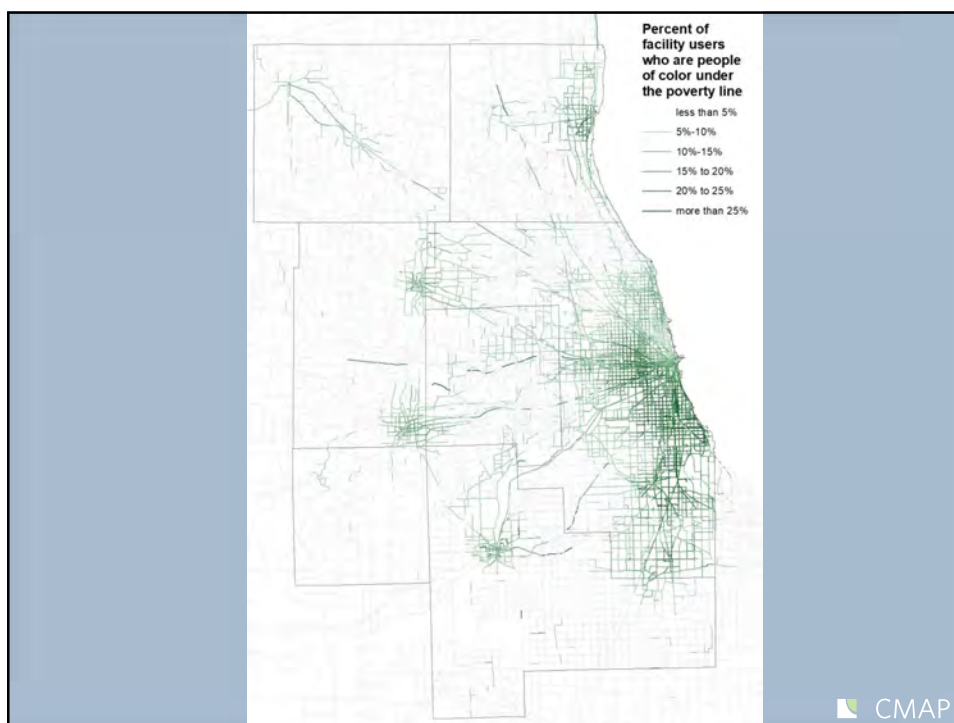 Percent of
facility users
who are people
of color under
the poverty line
less than 5%
5%-10%
10%-15%
15% to 20%
20% to 25%
more than 25%
CMAP